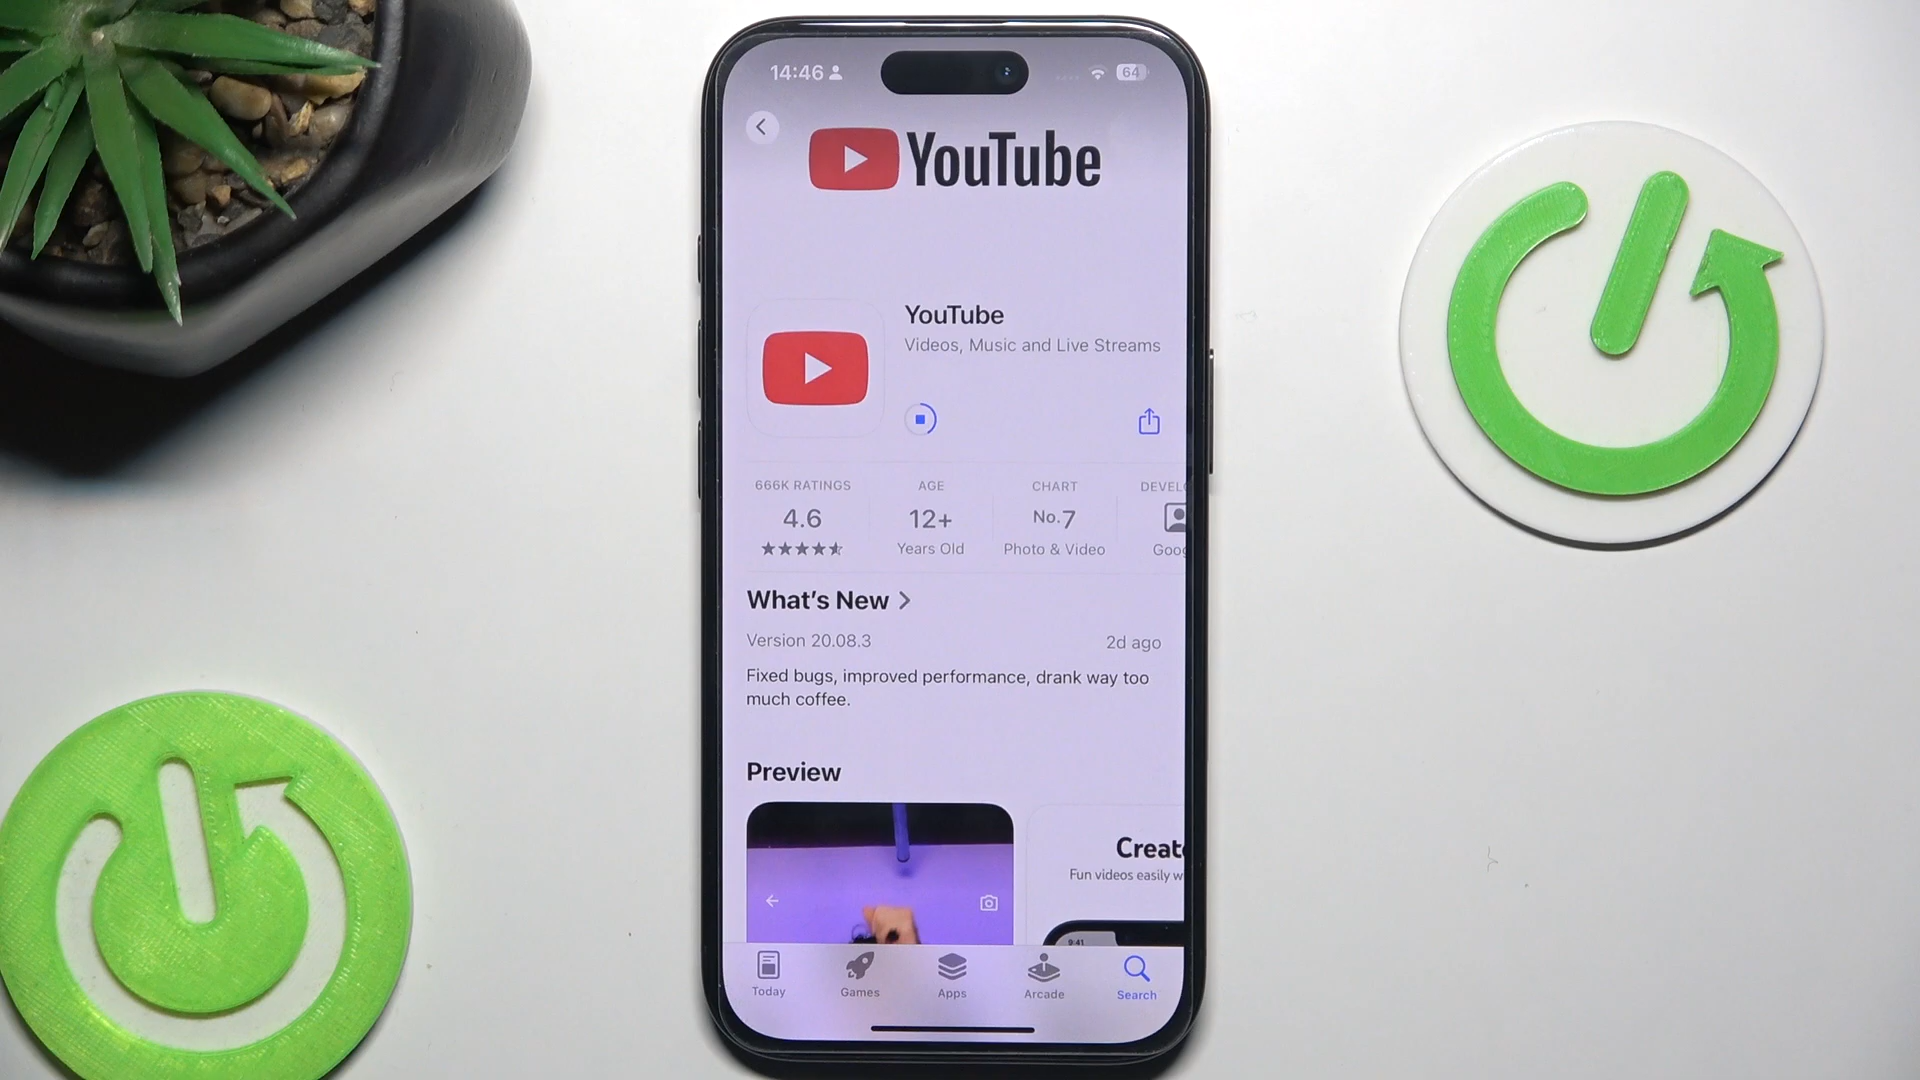 14:46
64
YouTube
YouTube
Videos, Music and Live Streams
666K RATINGS
4.6
★★★★★
AGE
12+
Years Old
CHART
No.7
Photo & Video
DEVEL
Goog
What's New >
Version 20.08.3
2d ago
Fixed bugs, improved performance, drank way too
much coffee.
Preview
Create
Fun videos easily w
9:41
Today
Games
Apps
Arcade
Search